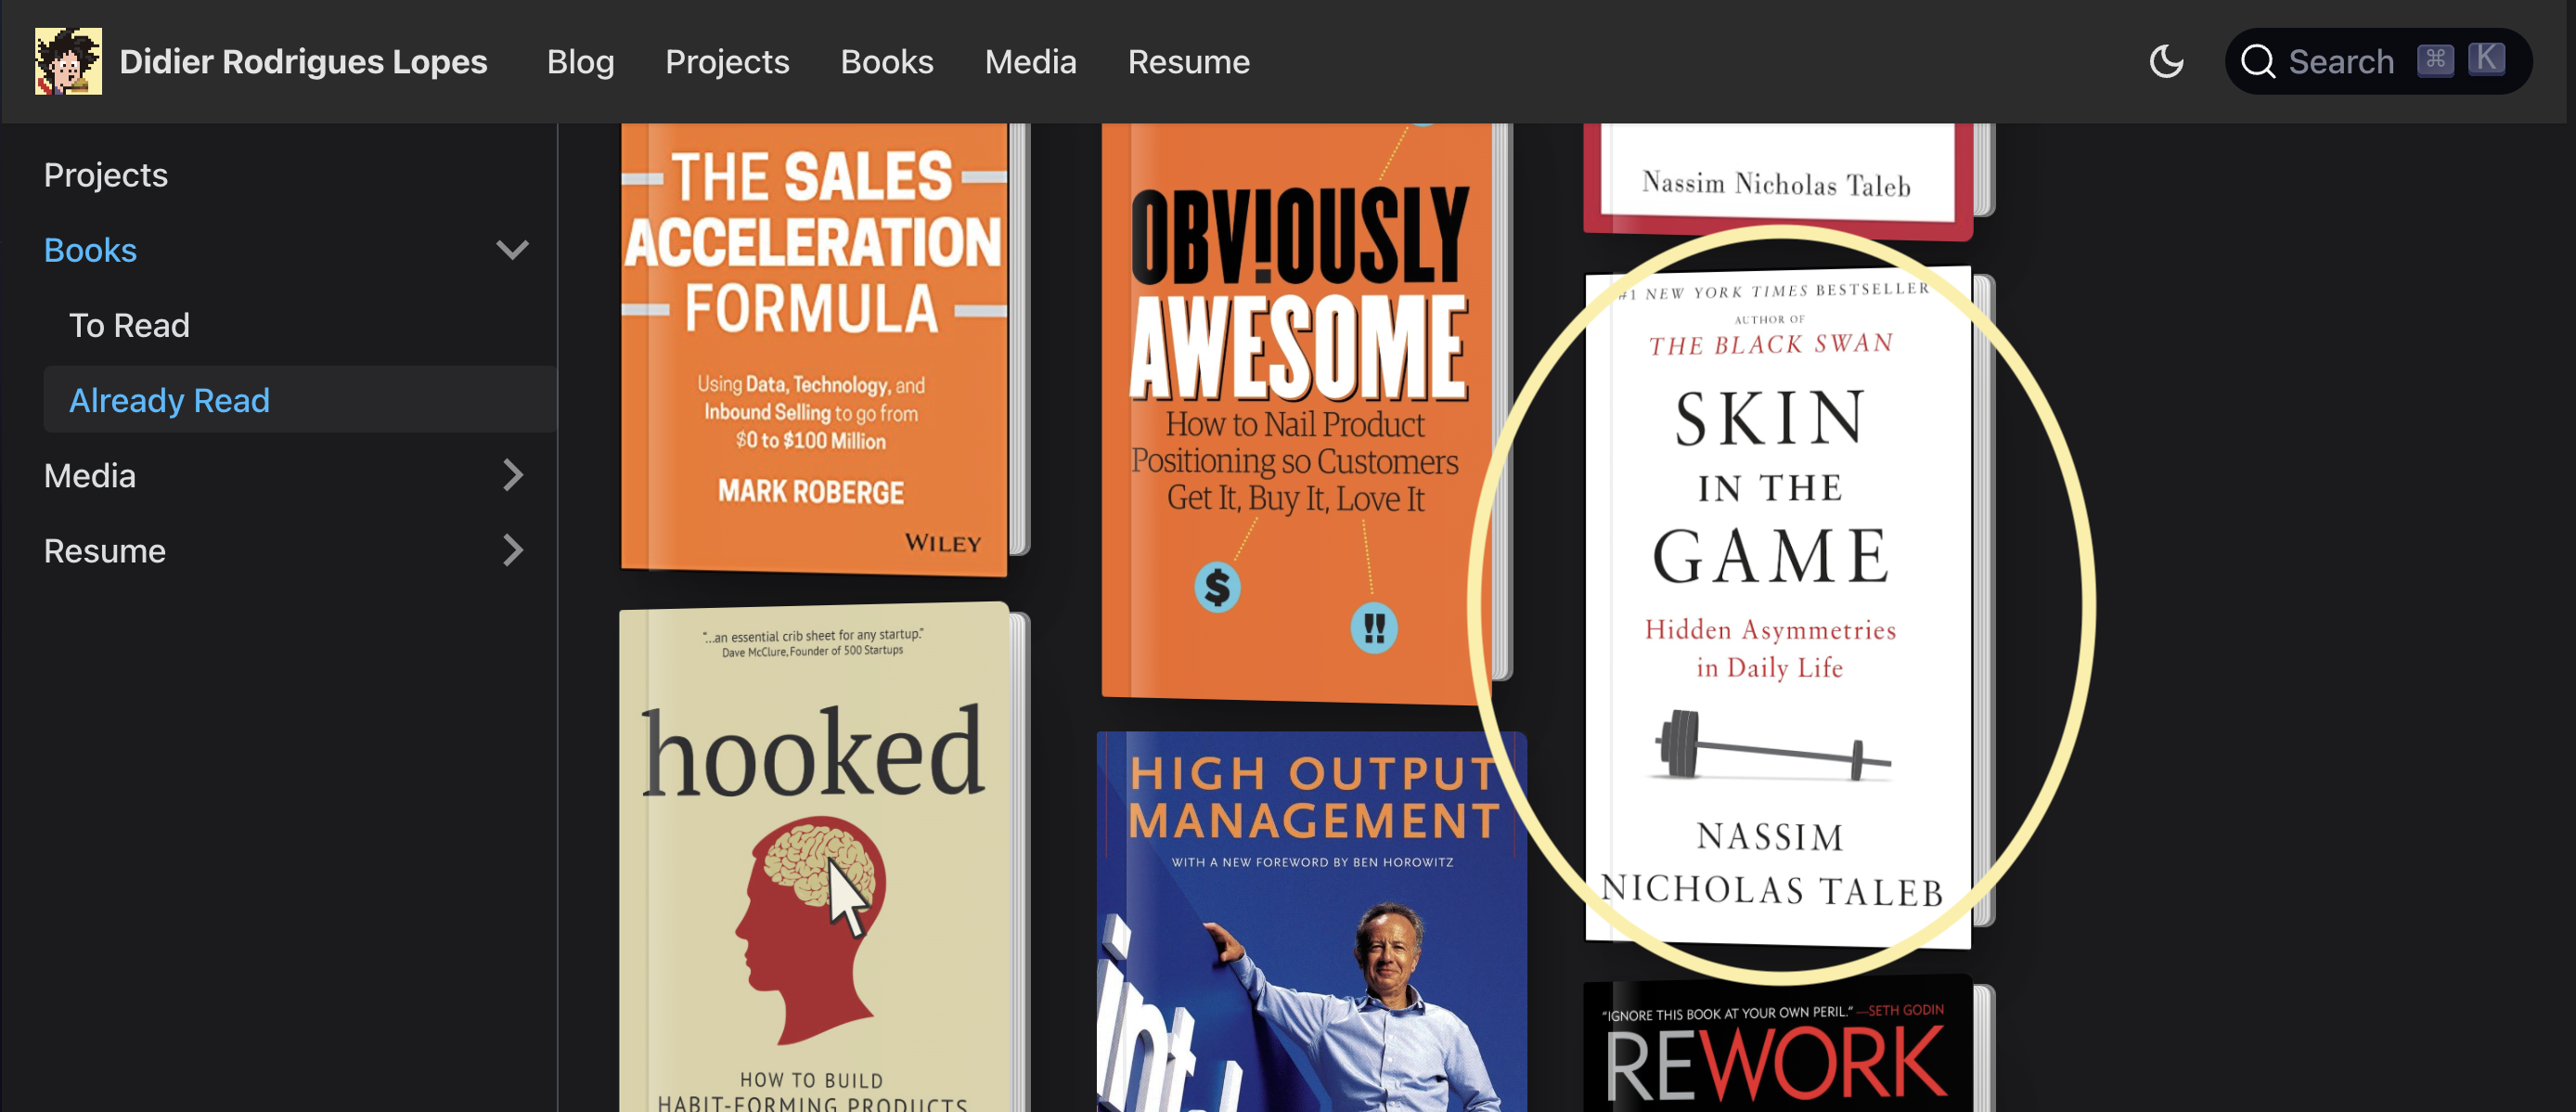 Didier Rodrigues Lopes Blog Projects Books Media Resume Search ⌘ K
Projects
Books
To Read
Already Read
Media
Resume
THE SALES
ACCELERATION
FORMULA
Using Data, Technology, and
Inbound Selling to go from
$0 to $100 Million
MARK ROBERGE
WILEY
"...an essential crib sheet for any startup."
Dave McClure, Founder of 500 Startups
hooked
HOW TO BUILD
HABIT-FORMING PRODUCTS
OBV!OUSLY
AWESOME
How to Nail Product
Positioning so Customers
Get It, Buy It, Love It
$
!!
HIGH OUTPUT
MANAGEMENT
WITH A NEW FOREWORD BY BEN HOROWITZ
Nassim Nicholas Taleb
#1 NEW YORK TIMES BESTSELLER
AUTHOR OF
THE BLACK SWAN
SKIN
IN THE
GAME
Hidden Asymmetries
in Daily Life
NASSIM
NICHOLAS TALEB
"IGNORE THIS BOOK AT YOUR OWN PERIL." —SETH GODIN
REWORK